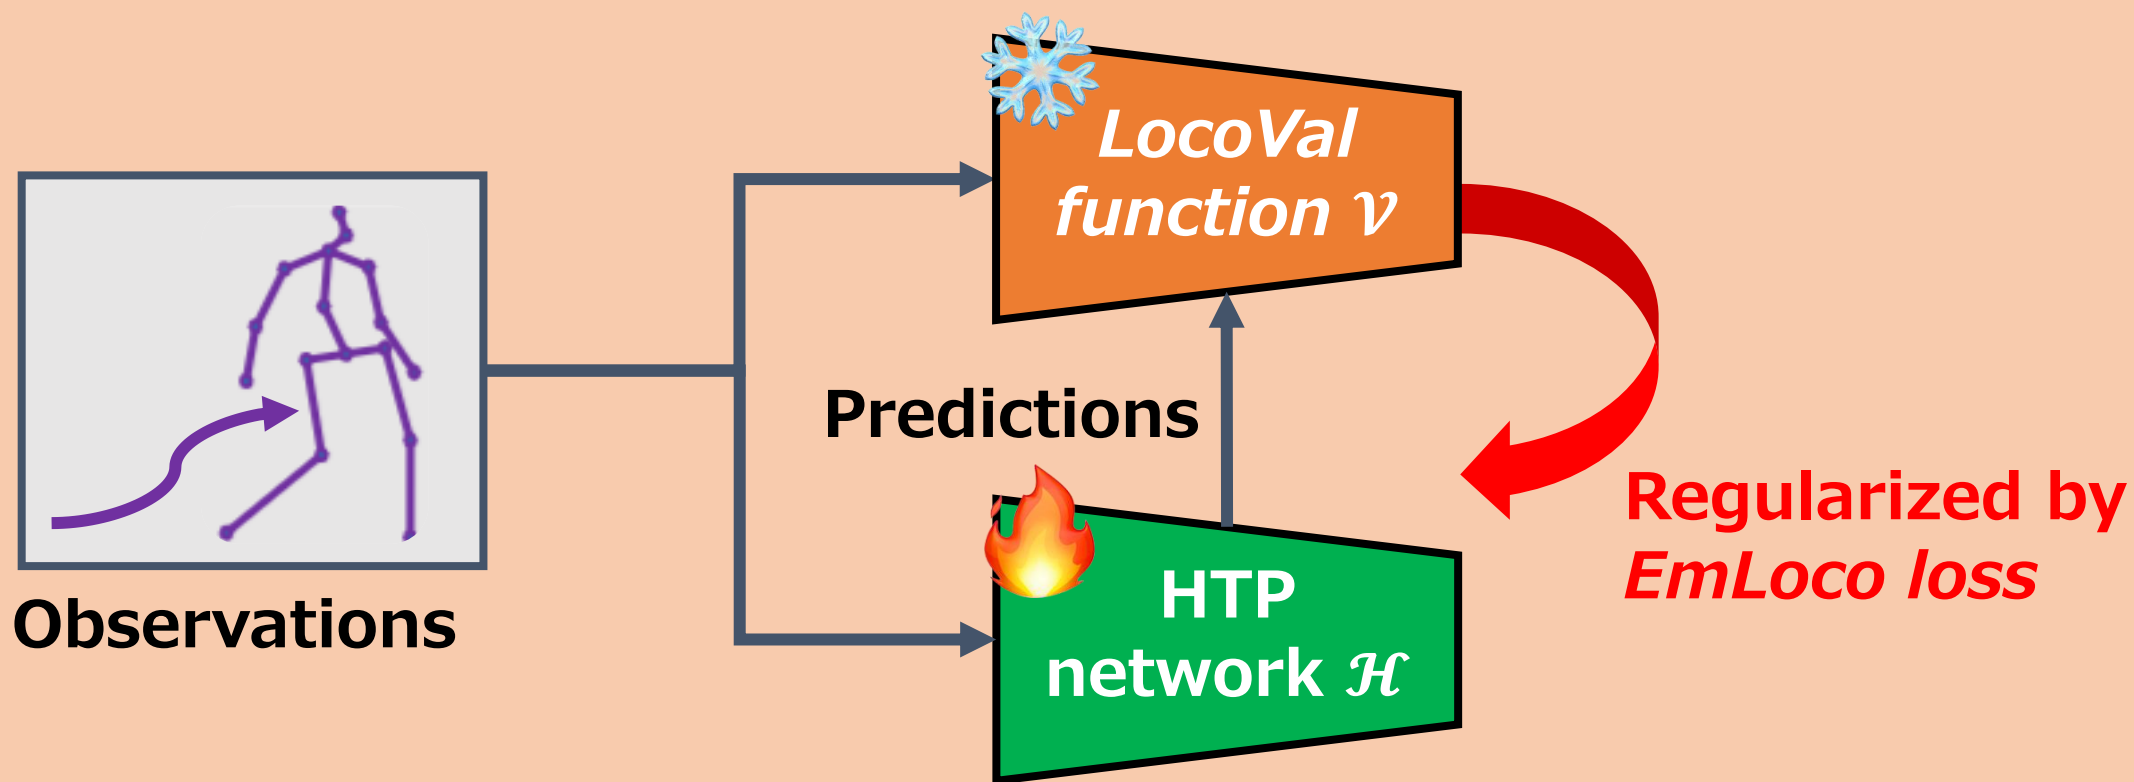 LocoVal
function 𝒱
Predictions
Observations
HTP
network ℋ
Regularized by
EmLoco loss